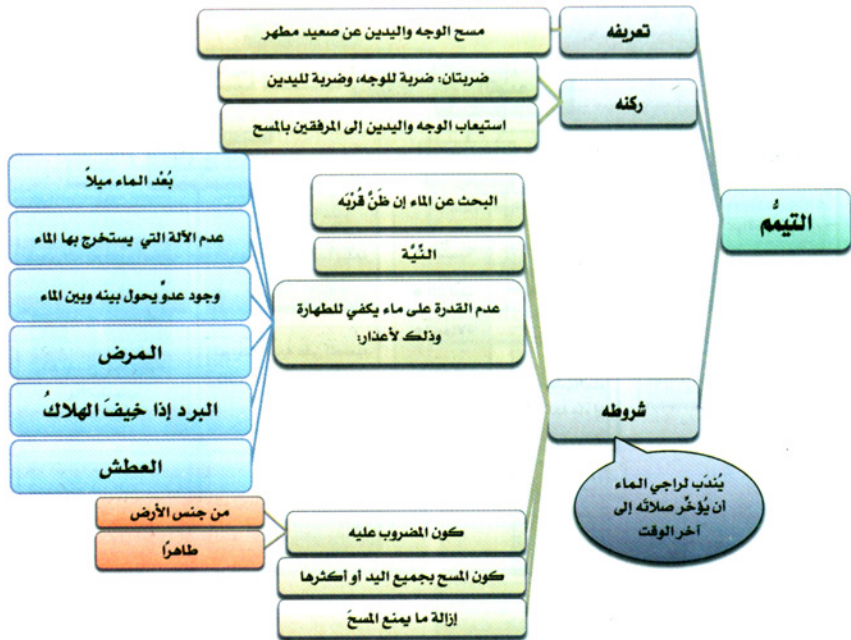 التيمُّم
تعريفه
مسح الوجه واليدين عن صعيد مطهر
ركنه
ضربتان: ضربة للوجه، وضربة لليدين
استيعاب الوجه واليدين إلى المرفقين بالمسح
شروطه
يُندَب لراجي الماء
أن يُؤخِّر صلاتَه إلى
آخر الوقت
البحث عن الماء إن ظَنَّ قُرْبَه
النِّيَّة
عدم القدرة على ماء يكفي للطهارة
وذلك لأعذار:
بُعْد الماء ميلاً
عدم الآلة التي يستخرج بها الماء
وجود عدوٍّ يحول بينه وبين الماء
المرض
البرد إذا خِيفَ الهلاكُ
العطش
كون المضروب عليه
من جنس الأرض
طاهرًا
كون المسح بجميع اليد أو أكثرها
إزالة ما يمنع المسحَ